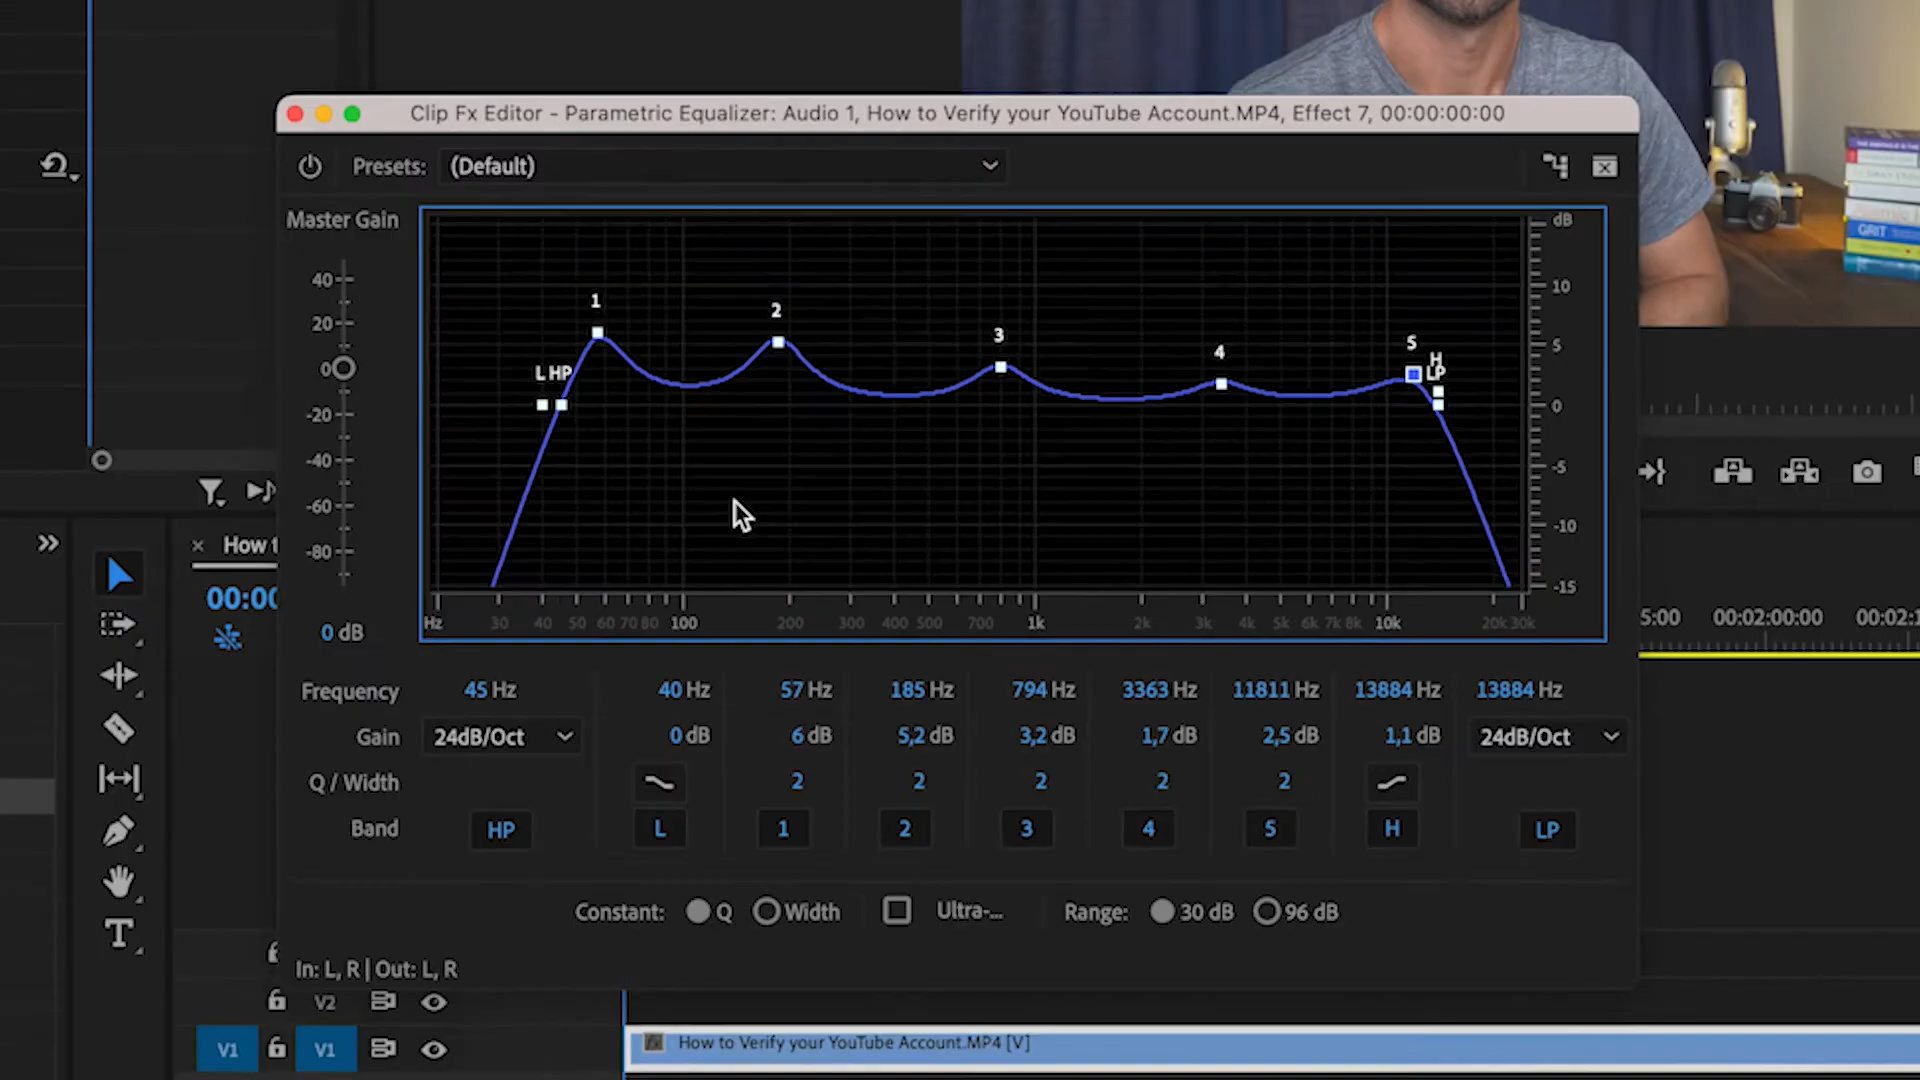 Clip Fx Editor - Parametric Equalizer: Audio 1, How to Verify your YouTube Account.MP4, Effect 7, 00:00:00:00
Presets: (Default)
Master Gain
dB
40
20
0
-20
-40
-60
-80
0 dB
1
2
3
4
5
L HP
H
LP
10
5
0
-5
-10
-15
Hz 30 40 50 60 70 80 100 200 300 400 500 700 1k 2k 3k 4k 5k 6k 7k 8k 10k 20k 30k
Frequency 45 Hz 40 Hz 57 Hz 185 Hz 794 Hz 3363 Hz 11811 Hz 13884 Hz 13884 Hz
Gain 24dB/Oct 0 dB 6 dB 5,2 dB 3,2 dB 1,7 dB 2,5 dB 1,1 dB 24dB/Oct
Q / Width 2 2 2 2 2
Band HP L 1 2 3 4 5 H LP
Constant: Q Width Ultra-... Range: 30 dB 96 dB
In: L, R | Out: L, R
How t
00:00
5:00 00:02:00:00 00:02:1
GRIT
T
V2
V1 V1
fx How to Verify your YouTube Account.MP4 [V]